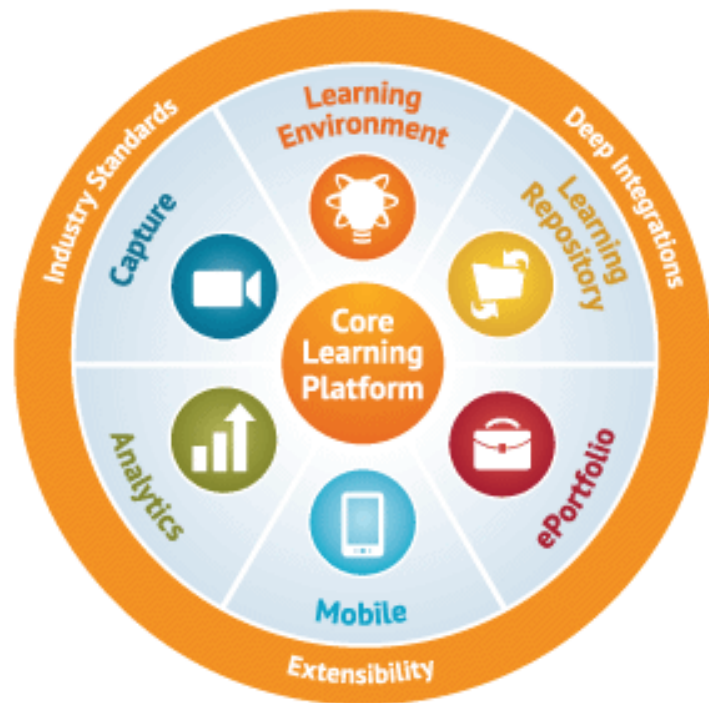 Industry Standards
Deep Integrations
Learning
Environment
Learning
Repository
Capture
Core
Learning
Platform
Analytics
ePortfolio
Mobile
Extensibility